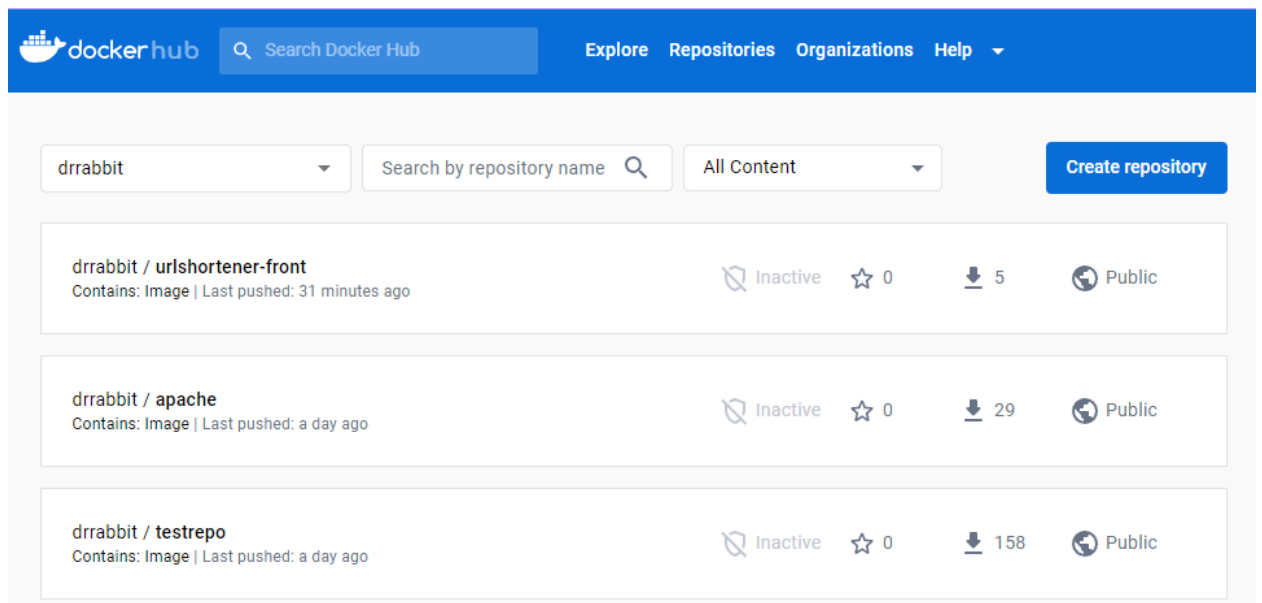 dockerhub Search Docker Hub Explore Repositories Organizations Help
drrabbit Search by repository name All Content Create repository
drrabbit / urlshortener-front
Contains: Image | Last pushed: 31 minutes ago
Inactive 0 5 Public
drrabbit / apache
Contains: Image | Last pushed: a day ago
Inactive 0 29 Public
drrabbit / testrepo
Contains: Image | Last pushed: a day ago
Inactive 0 158 Public